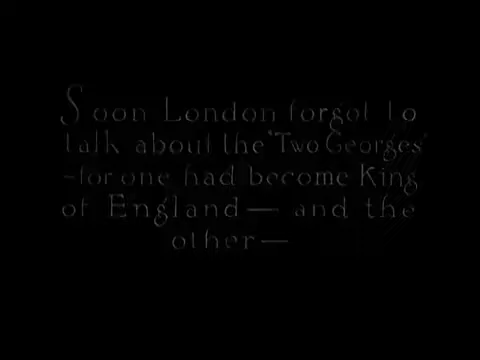 Soon London forgot to
talk about the 'Two Georges'
-for one had become King
of England — and the
other —